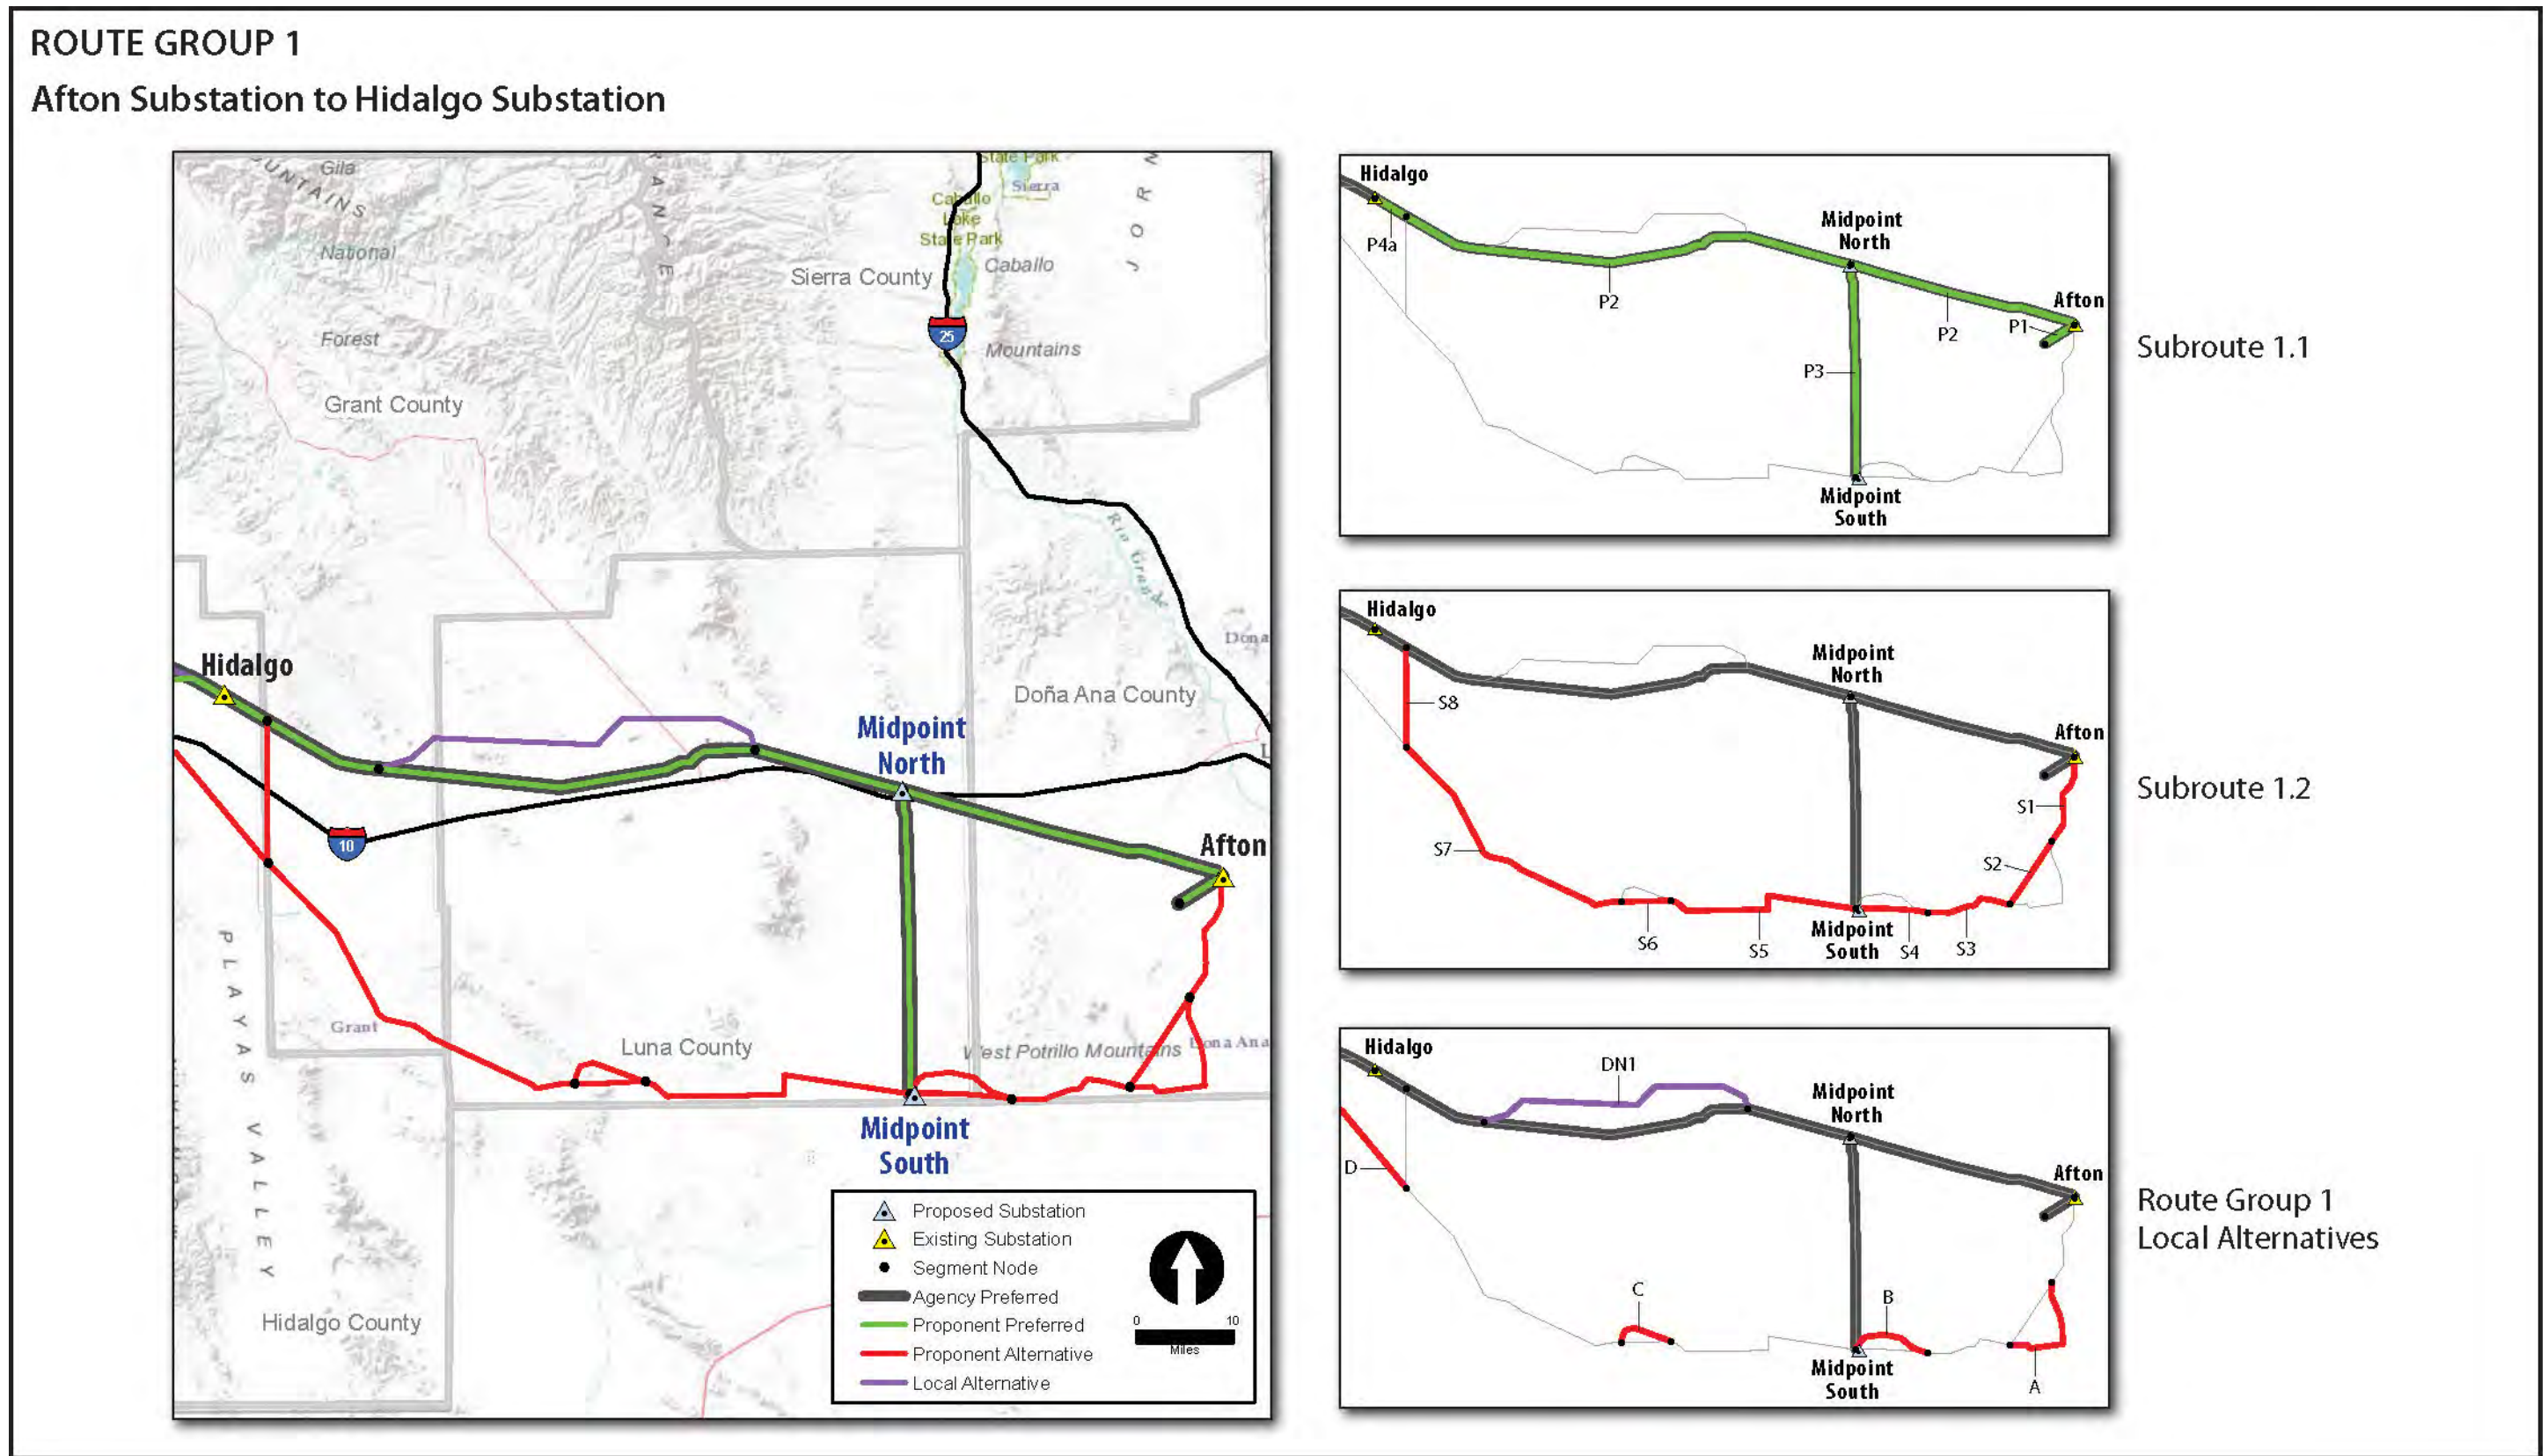 ROUTE GROUP 1
Afton Substation to Hidalgo Substation
Gila
National
Forest
Grant County
State Park
Sierra
Caballo
Lake
State Park
Sierra County
Caballo
Mountains
25
Rio Grande
Doña Ana County
Hidalgo
Midpoint
North
Afton
10
PLAYAS VALLEY
Grant
Luna County
West Potrillo Mountains
Midpoint
South
Hidalgo County
Proposed Substation
Existing Substation
Segment Node
Agency Preferred
Proponent Preferred
Proponent Alternative
Local Alternative
0 10
Miles
Hidalgo
P4a
P2
Midpoint
North
P2
Afton
P1
P3
Midpoint
South
Subroute 1.1
Hidalgo
Midpoint
North
S8
Afton
S1
S7
S2
S6
S5
Midpoint
South
S4
S3
Subroute 1.2
Hidalgo
DN1
Midpoint
North
D
Afton
C
B
Midpoint
South
A
Route Group 1
Local Alternatives